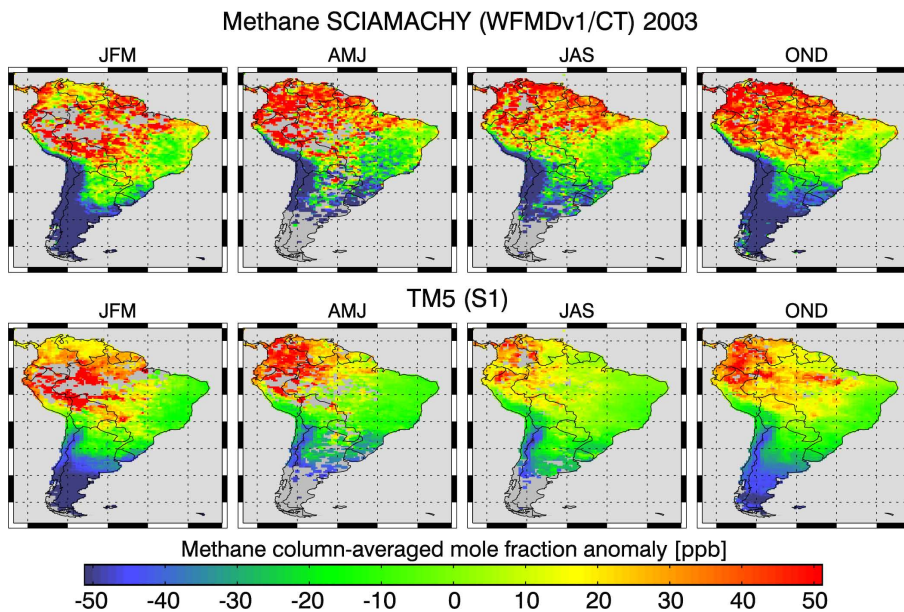 Methane SCIAMACHY (WFMDv1/CT) 2003
JFM AMJ JAS OND
TM5 (S1)
JFM AMJ JAS OND
Methane column-averaged mole fraction anomaly [ppb]
-50 -40 -30 -20 -10 0 10 20 30 40 50